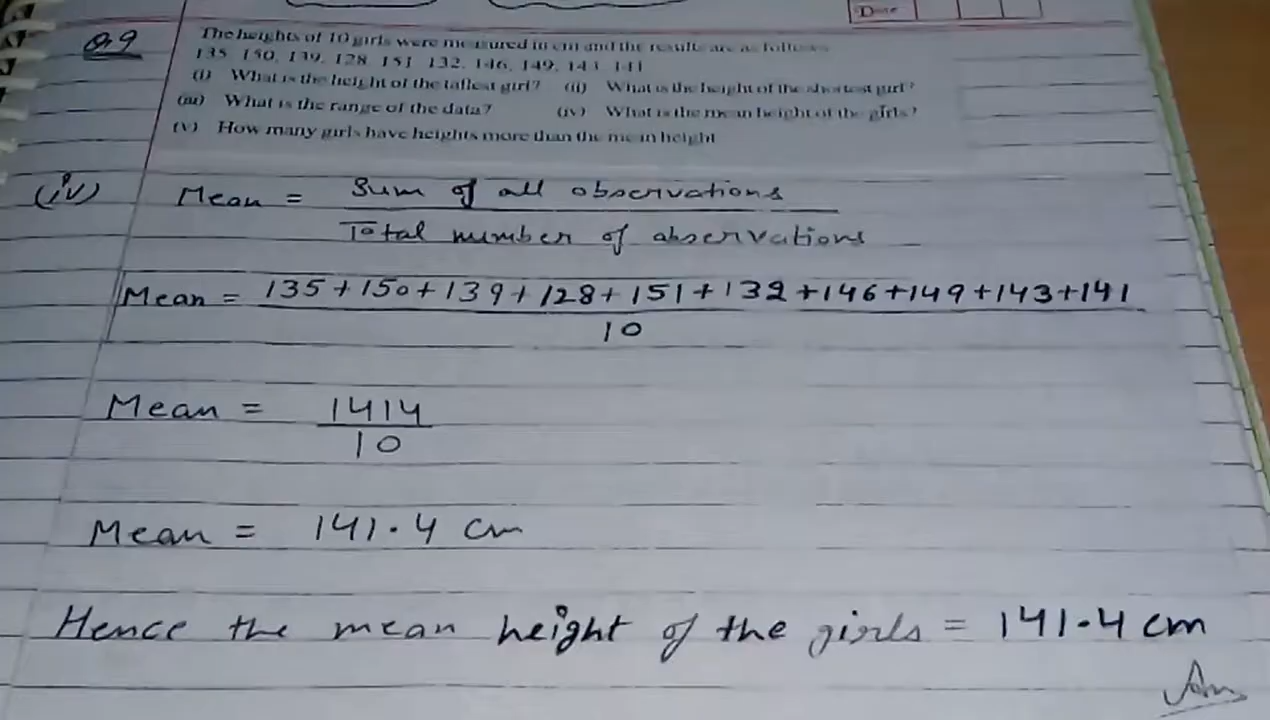 Date
Q.9
The heights of 10 girls were measured in cm and the results are as follows
135, 150, 139, 128, 151, 132, 146, 149, 143, 141
(i) What is the height of the tallest girl? (ii) What is the height of the shortest girl?
(iii) What is the range of the data? (iv) What is the mean height of the girls?
(v) How many girls have heights more than the mean height
(iv) Mean = Sum of all observations
Total number of observations
Mean = 135+150+139+128+151+132+146+149+143+141
10
Mean = 1414
10
Mean = 141.4 cm
Hence the mean height of the girls = 141.4 cm
Ans